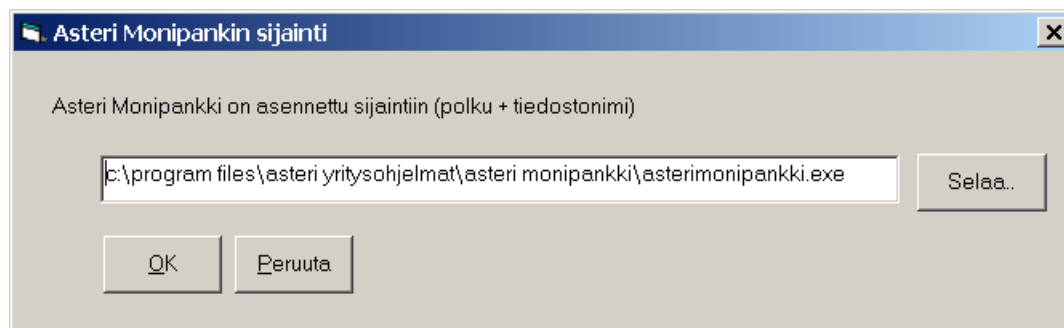 Asteri Monipankin sijainti
Asteri Monipankki on asennettu sijaintiin (polku + tiedostonimi)
c:\program files\asteri yritysohjelmat\asteri monipankki\asterimonipankki.exe
Selaa..
OK
Peruuta